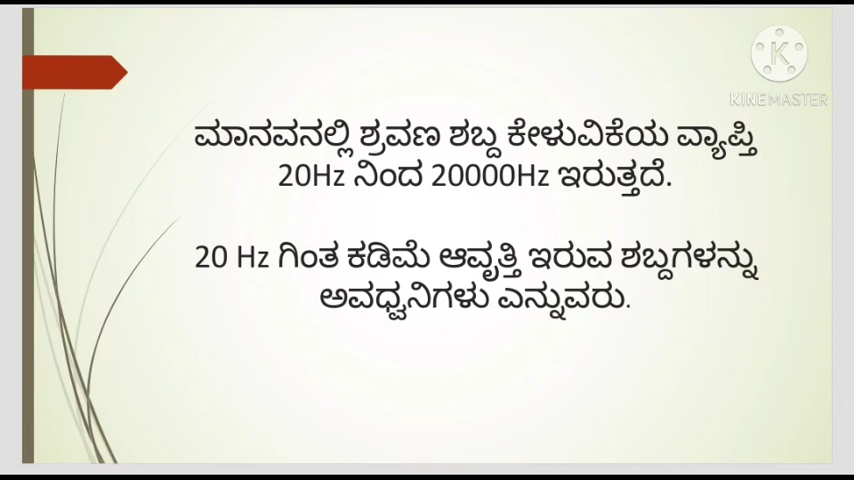 KINEMASTER
ಮಾನವನಲ್ಲಿ ಶ್ರವಣ ಶಬ್ದ ಕೇಳುವಿಕೆಯ ವ್ಯಾಪ್ತಿ
20Hz ನಿಂದ 20000Hz ಇರುತ್ತದೆ.
20 Hz ಗಿಂತ ಕಡಿಮೆ ಆವೃತ್ತಿ ಇರುವ ಶಬ್ದಗಳನ್ನು
ಅವಧ್ವನಿಗಳು ಎನ್ನುವರು.